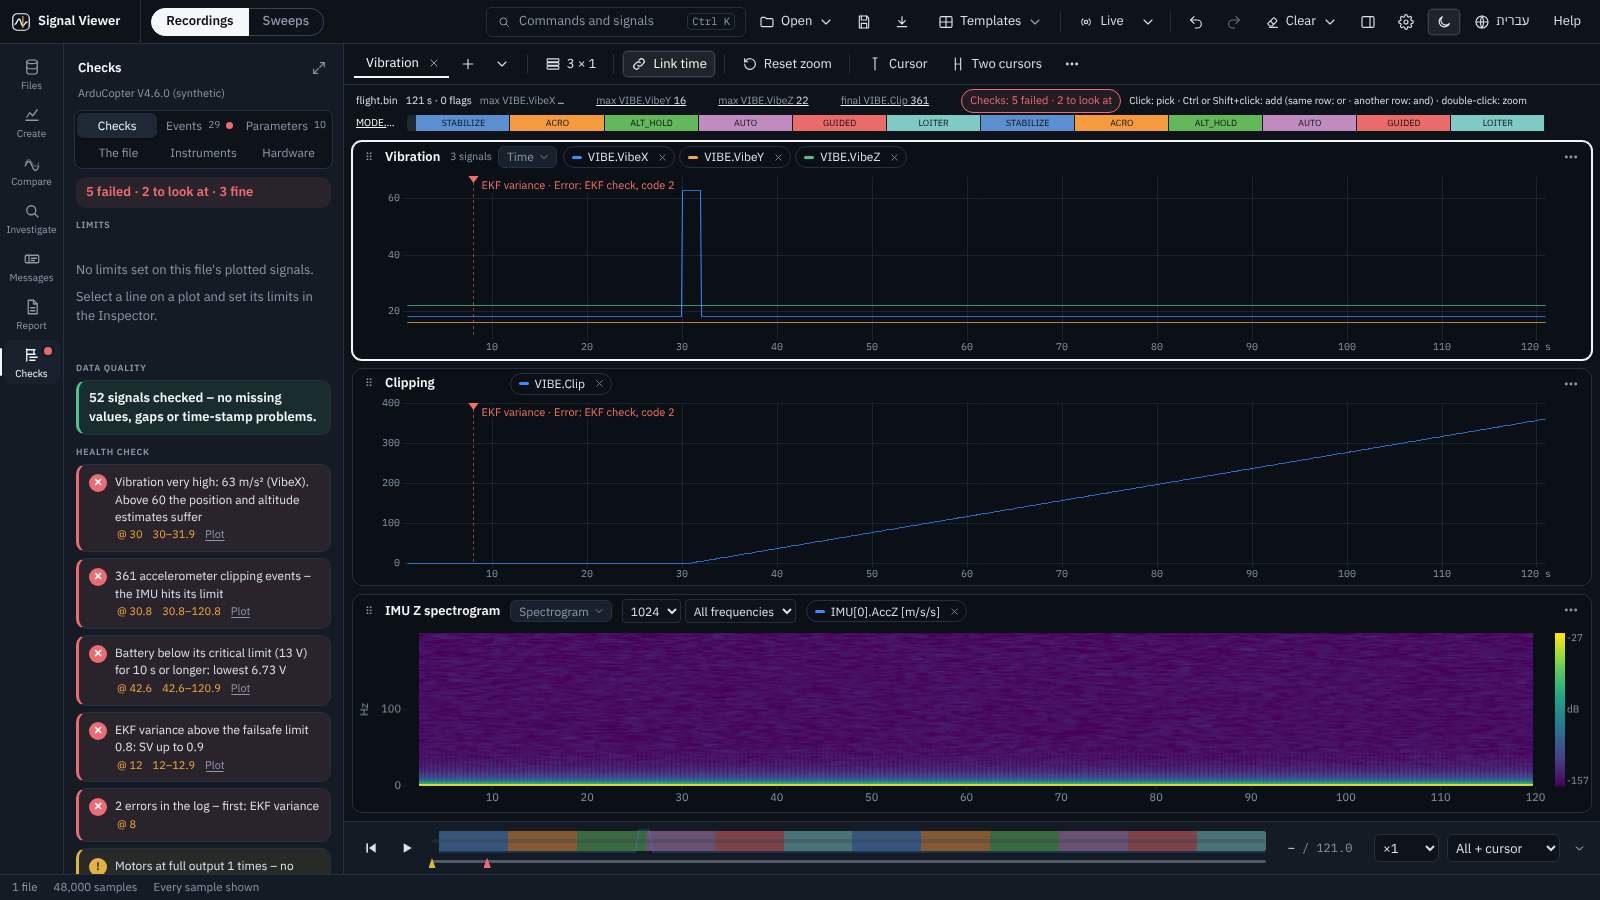 Signal Viewer
Recordings
Sweeps
Commands and signals
Ctrl K
Open
Templates
Live
Clear
עברית
Help
Files
Create
Compare
Investigate
Messages
Report
Checks
Checks
ArduCopter V4.6.0 (synthetic)
Checks
Events 29
Parameters 10
The file
Instruments
Hardware
5 failed · 2 to look at · 3 fine
LIMITS
No limits set on this file's plotted signals.
Select a line on a plot and set its limits in
the Inspector.
DATA QUALITY
52 signals checked – no missing
values, gaps or time-stamp problems.
HEALTH CHECK
Vibration very high: 63 m/s² (VibeX).
Above 60 the position and altitude
estimates suffer
@ 30 30–31.9 Plot
361 accelerometer clipping events –
the IMU hits its limit
@ 30.8 30.8–120.8 Plot
Battery below its critical limit (13 V)
for 10 s or longer: lowest 6.73 V
@ 42.6 42.6–120.9 Plot
EKF variance above the failsafe limit
0.8: SV up to 0.9
@ 12 12–12.9 Plot
2 errors in the log – first: EKF variance
@ 8
Motors at full output 1 times – no
Vibration
3 × 1
Link time
Reset zoom
Cursor
Two cursors
flight.bin 121 s · 0 flags max VIBE.VibeX … max VIBE.VibeY 16 max VIBE.VibeZ 22 final VIBE.Clip 361
Checks: 5 failed · 2 to look at
Click: pick · Ctrl or Shift+click: add (same row: or · another row: and) · double-click: zoom
MODE.… STABILIZE ACRO ALT_HOLD AUTO GUIDED LOITER STABILIZE ACRO ALT_HOLD AUTO GUIDED LOITER
Vibration 3 signals Time VIBE.VibeX VIBE.VibeY VIBE.VibeZ
EKF variance · Error: EKF check, code 2
60
40
20
10 20 30 40 50 60 70 80 90 100 110 120 s
Clipping VIBE.Clip
EKF variance · Error: EKF check, code 2
400
300
200
100
0
10 20 30 40 50 60 70 80 90 100 110 120 s
IMU Z spectrogram Spectrogram 1024 All frequencies IMU[0].AccZ [m/s/s]
Hz
100
0
-27
dB
-157
10 20 30 40 50 60 70 80 90 100 110 120
– / 121.0
×1
All + cursor
1 file 48,000 samples Every sample shown